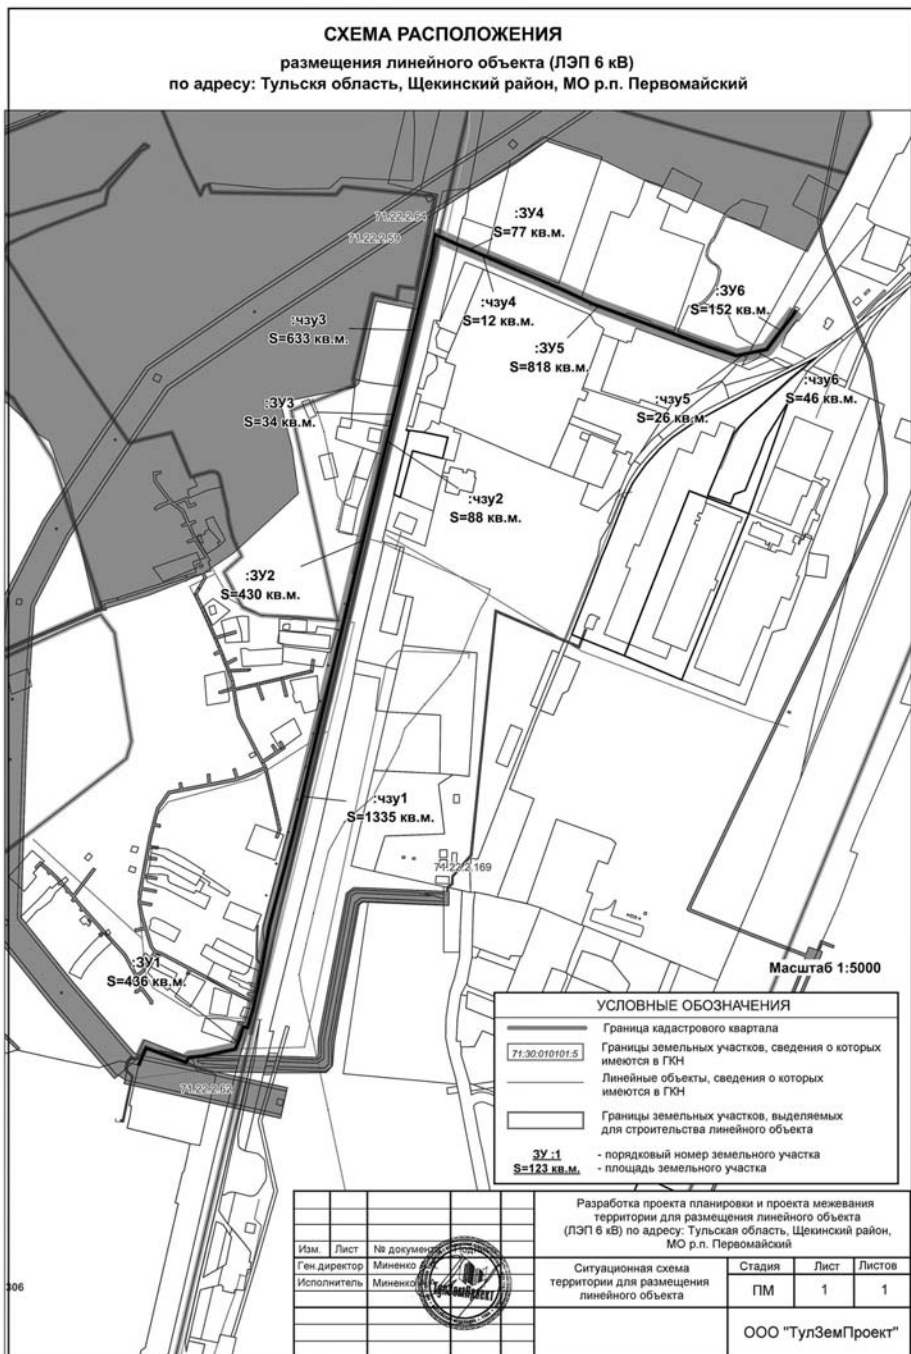 СХЕМА РАСПОЛОЖЕНИЯ
размещения линейного объекта (ЛЭП 6 кВ)
по адресу: Тульскя область, Щекинский район, МО р.п. Первомайский
71:22:2:64
71:22:2:59
:ЗУ4
S=77 кв.м.
:чзу4
S=12 кв.м.
:ЗУ6
S=152 кв.м.
:чзу3
S=633 кв.м.
:ЗУ5
S=818 кв.м.
:чзу6
S=46 кв.м.
:чзу5
S=26 кв.м.
:ЗУ3
S=34 кв.м.
:чзу2
S=88 кв.м.
:ЗУ2
S=430 кв.м.
:чзу1
S=1335 кв.м.
71:22:2:169
:ЗУ1
S=436 кв.м.
71:22:2:62
Масштаб 1:5000
УСЛОВНЫЕ ОБОЗНАЧЕНИЯ
Граница кадастрового квартала
71:30:010101:5
Границы земельных участков, сведения о которых
имеются в ГКН
Линейные объекты, сведения о которых
имеются в ГКН
Границы земельных участков, выделяемых
для строительства линейного объекта
ЗУ :1 - порядковый номер земельного участка
S=123 кв.м. - площадь земельного участка
Разработка проекта планировки и проекта межевания
территории для размещения линейного объекта
(ЛЭП 6 кВ) по адресу: Тульская область, Щекинский район,
МО р.п. Первомайский
Изм. Лист № документа
Ген.директор Миненко
Исполнитель Миненко
ТулЗемПроект
Ситуационная схема
территории для размещения
линейного объекта
Стадия Лист Листов
ПМ 1 1
ООО "ТулЗемПроект"
306